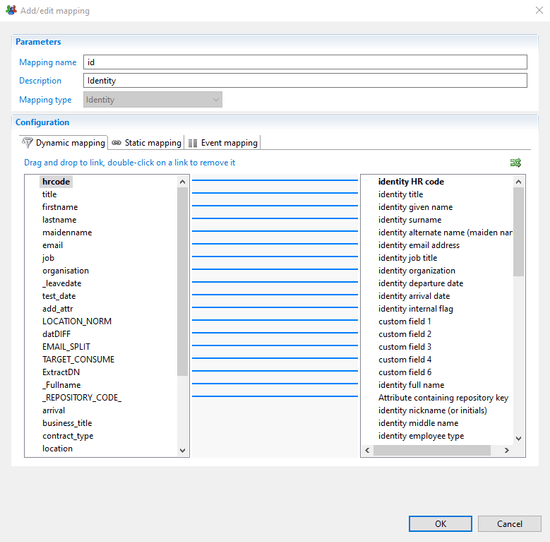 Add/edit mapping
Parameters
Mapping name id
Description Identity
Mapping type Identity
Configuration
Dynamic mapping Static mapping Event mapping
Drag and drop to link, double-click on a link to remove it
hrcode identity HR code
title identity title
firstname identity given name
lastname identity surname
maidenname identity alternate name (maiden nar
email identity email address
job identity job title
organisation identity organization
_leavedate identity departure date
test_date identity arrival date
add_attr identity internal flag
LOCATION_NORM custom field 1
datDIFF custom field 2
EMAIL_SPLIT custom field 3
TARGET_CONSUME custom field 4
ExtractDN custom field 6
_Fullname identity full name
_REPOSITORY_CODE_ Attribute containing repository key
arrival identity nickname (or initials)
business_title identity middle name
contract_type identity employee type
location
OK Cancel